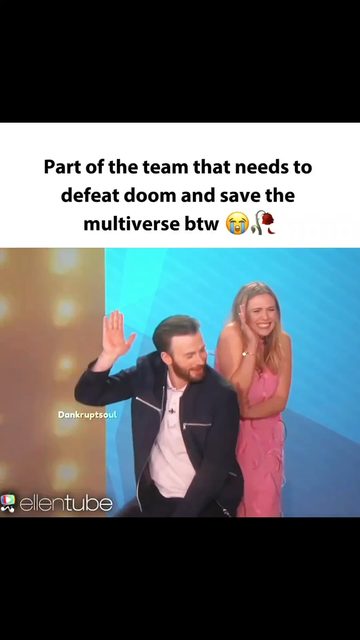 Part of the team that needs to
defeat doom and save the
multiverse btw 😭🥀
Dankruptsoul
ellentube